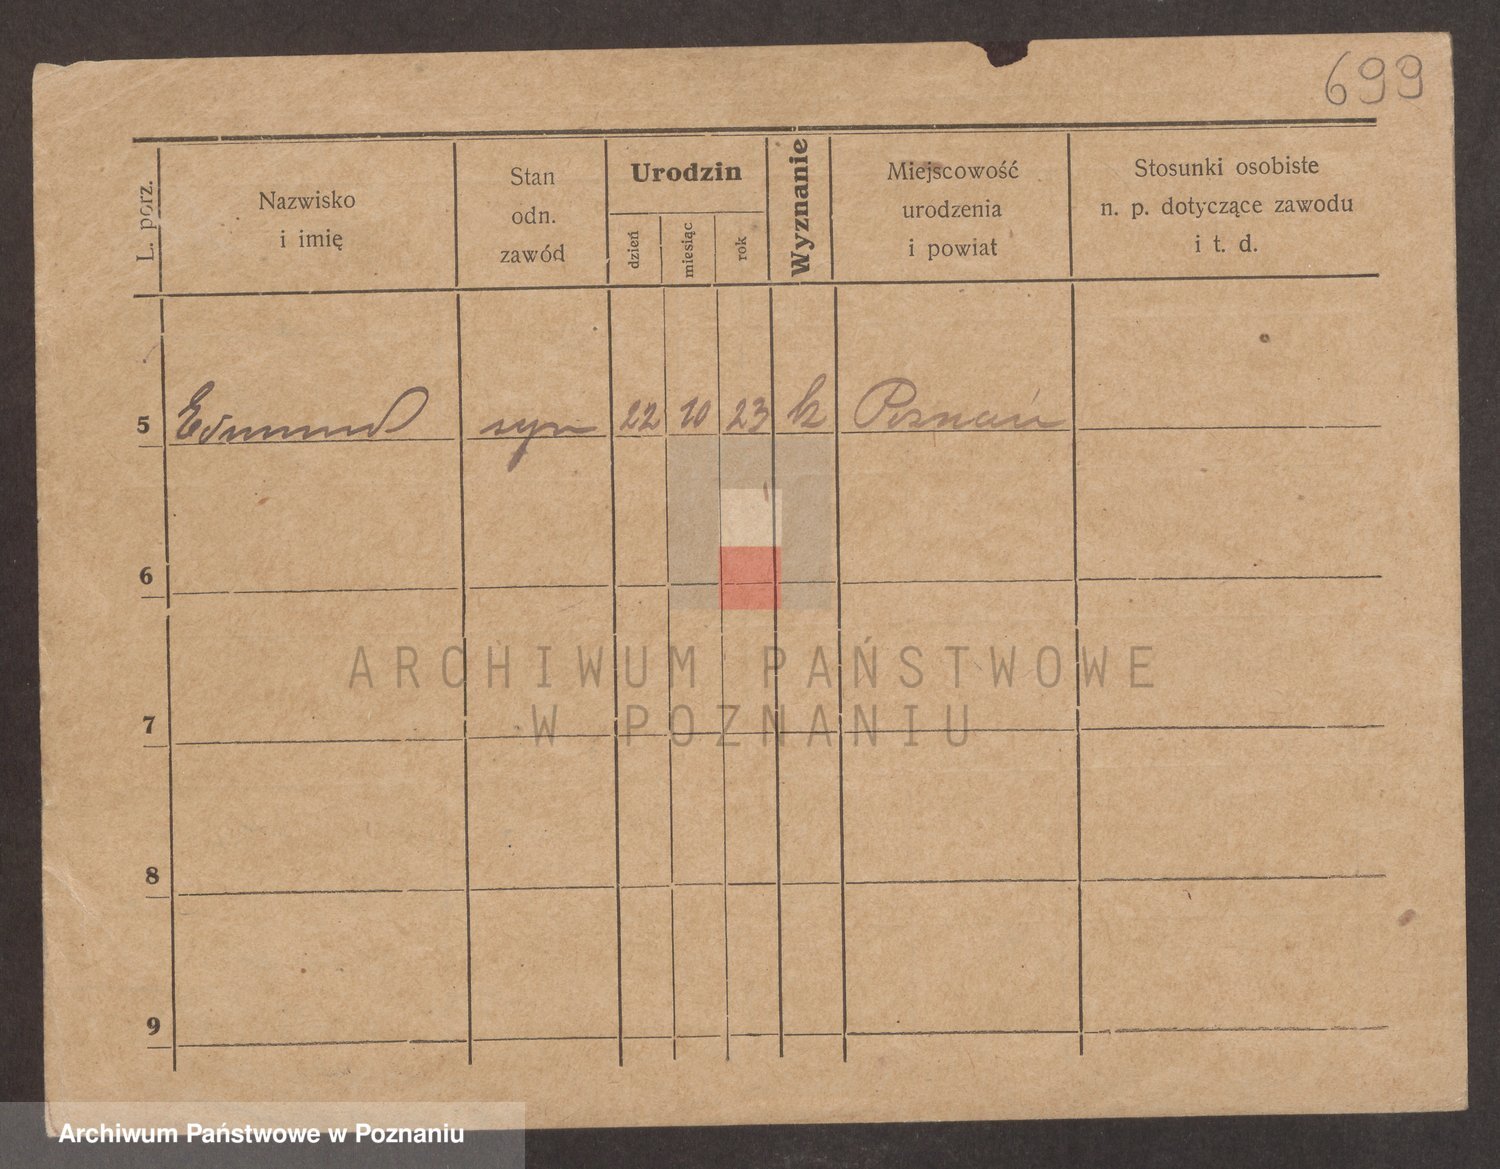 699
L. porz.
Nazwisko
i imię
Stan
odn.
zawód
Urodzin
dzień
miesiąc
rok
Wyznanie
Miejscowość
urodzenia
i powiat
Stosunki osobiste
n. p. dotyczące zawodu
i t. d.
5 Edmund syn 22 10 23 k Poznań
6
7
8
9
ARCHIWUM PAŃSTWOWE
W POZNANIU
Archiwum Państwowe w Poznaniu